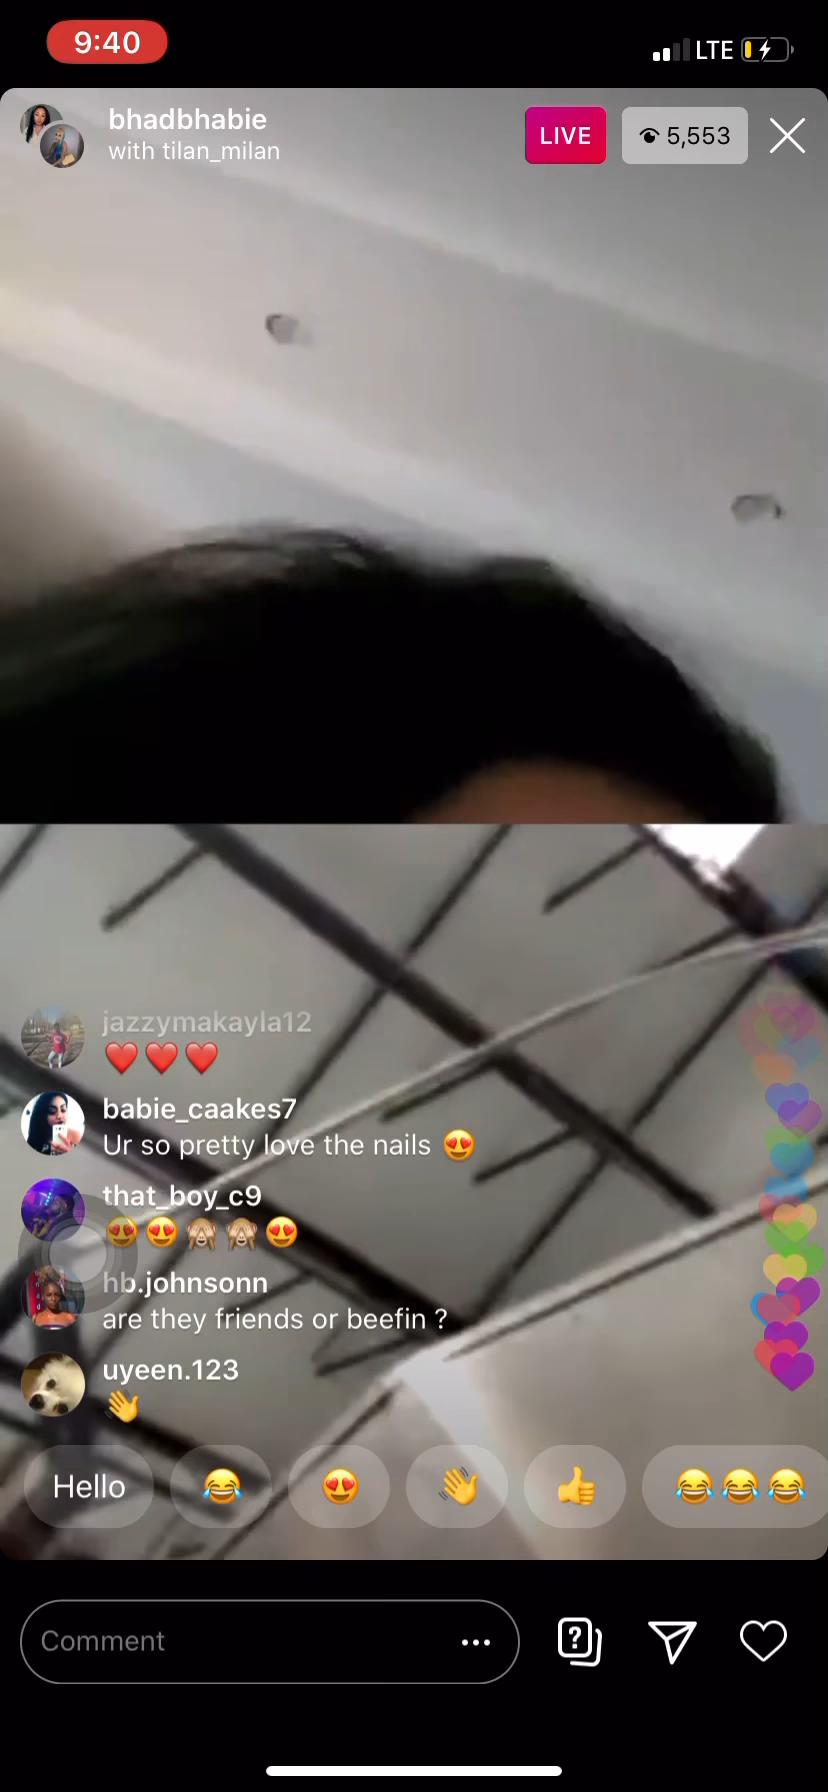 9:40
LTE
bhadbhabie
with tilan_milan
LIVE
5,553
jazzymakayla12
❤️❤️❤️
babie_caakes7
Ur so pretty love the nails 😍
that_boy_c9
😍😍🙈🙈😍
hb.johnsonn
are they friends or beefin ?
uyeen.123
👋
Hello 😂 😍 👋 👍 😂😂😂
Comment